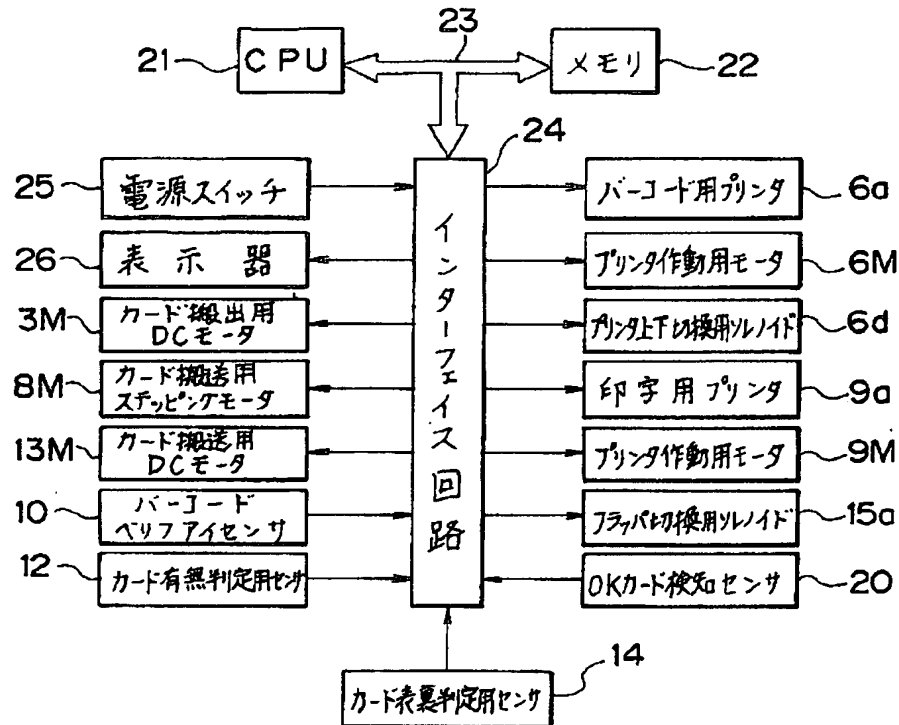 23
21 CPU メモリ 22
24
25 電源スイッチ
26 表示器
3M カード搬出用
DCモータ
8M カード搬送用
ステッピングモータ
13M カード搬送用
DCモータ
10 バーコード
ベリファイセンサ
12 カード有無判定用センサ
インターフェイス回路
バーコード用プリンタ 6a
プリンタ作動用モータ 6M
プリンタ上下切換用ソレノイド 6d
印字用プリンタ 9a
プリンタ作動用モータ 9M
フラッパ切換用ソレノイド 15a
OKカード検知センサ 20
14
カード表裏判定用センサ